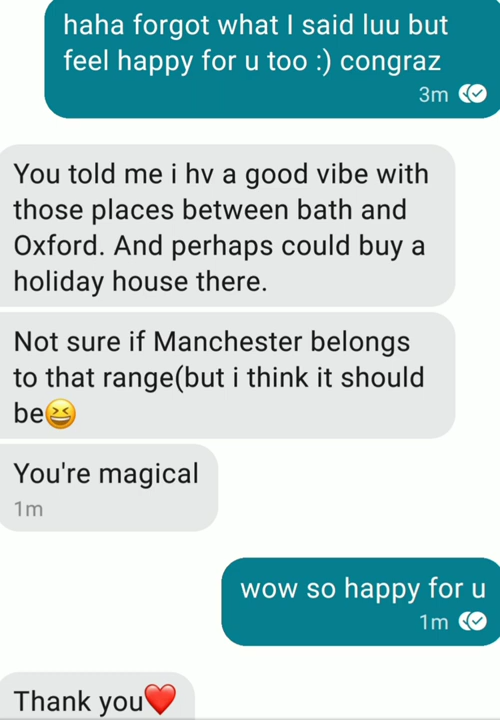 haha forgot what I said luu but
feel happy for u too :) congraz
3m
You told me i hv a good vibe with
those places between bath and
Oxford. And perhaps could buy a
holiday house there.
Not sure if Manchester belongs
to that range(but i think it should
be😆
You're magical
1m
wow so happy for u
1m
Thank you❤️